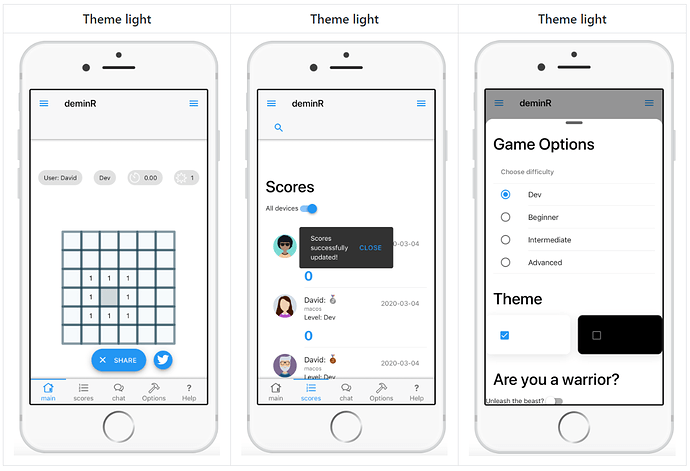 Theme light
Theme light
Theme light
deminR
User: David
Dev
0.00
1
1 1 1
1 1
1 1 1
SHARE
main
scores
chat
Options
Help
deminR
Scores
All devices
Scores
successfully
updated!
CLOSE
-03-04
0
David:
macos
Level: Dev
2020-03-04
0
David:
macos
Level: Dev
2020-03-04
main
scores
chat
Options
Help
deminR
Game Options
Choose difficulty
Dev
Beginner
Intermediate
Advanced
Theme
Are you a warrior?
Unleash the beast?